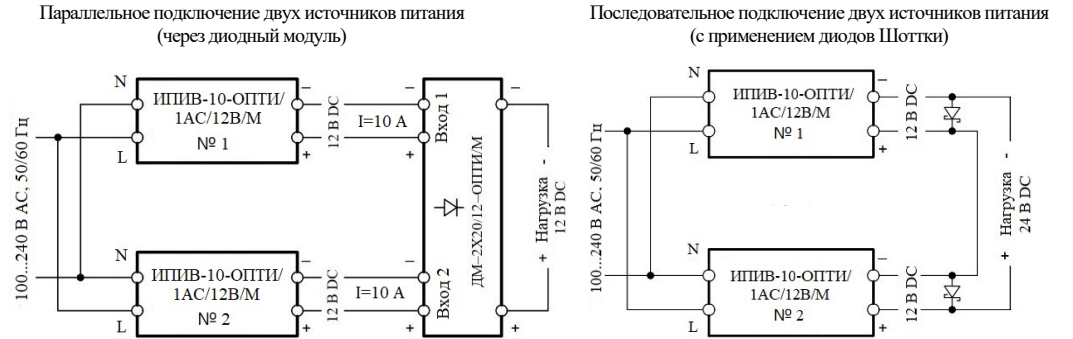 Параллельное подключение двух источников питания
(через диодный модуль)
N
L
100...240 В AC, 50/60 Гц
ИПИВ-10-ОПТИ/
1АС/12В/М
№ 1
–
+
12 В DC
I=10 А
–
+
Вход 1
N
L
ИПИВ-10-ОПТИ/
1АС/12В/М
№ 2
–
+
12 В DC
I=10 А
–
+
Вход 2
ДМ–2Х20/12–ОПТИ/М
–
+
+ Нагрузка -
12 В DC
Последовательное подключение двух источников питания
(с применением диодов Шоттки)
N
L
100...240 В AC, 50/60 Гц
ИПИВ-10-ОПТИ/
1АС/12В/М
№ 1
–
+
12 В DC
N
L
ИПИВ-10-ОПТИ/
1АС/12В/М
№ 2
–
+
12 В DC
+ Нагрузка -
24 В DC